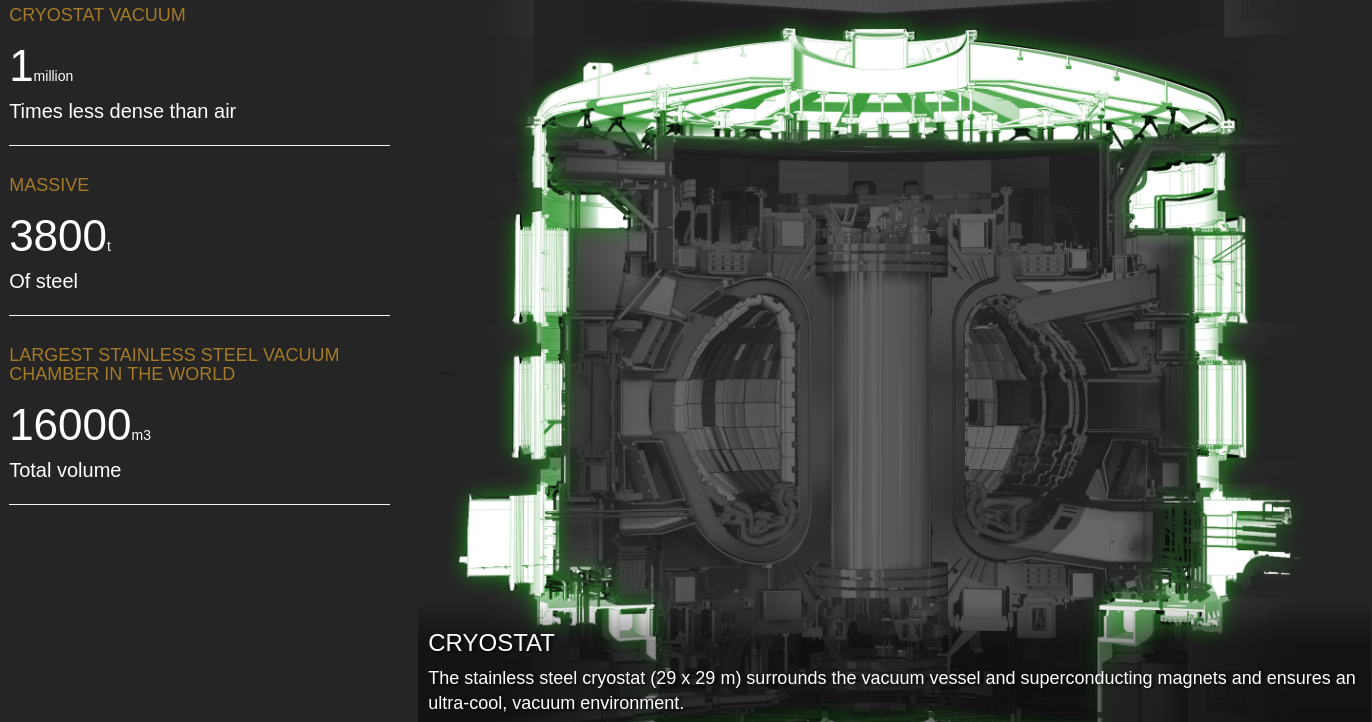 CRYOSTAT VACUUM
1million
Times less dense than air
MASSIVE
3800t
Of steel
LARGEST STAINLESS STEEL VACUUM
CHAMBER IN THE WORLD
16000m3
Total volume
CRYOSTAT
The stainless steel cryostat (29 x 29 m) surrounds the vacuum vessel and superconducting magnets and ensures an
ultra-cool, vacuum environment.